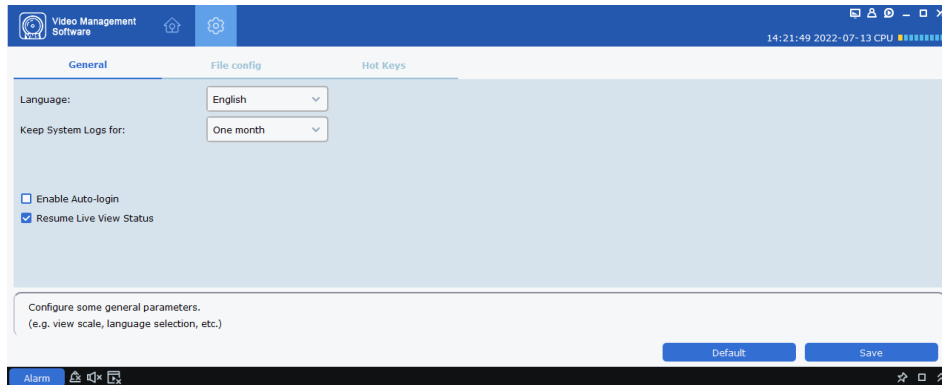 Video Management
Software
14:21:49 2022-07-13 CPU
General
File config
Hot Keys
Language:
English
Keep System Logs for:
One month
Enable Auto-login
Resume Live View Status
Configure some general parameters.
(e.g. view scale, language selection, etc.)
Default
Save
Alarm